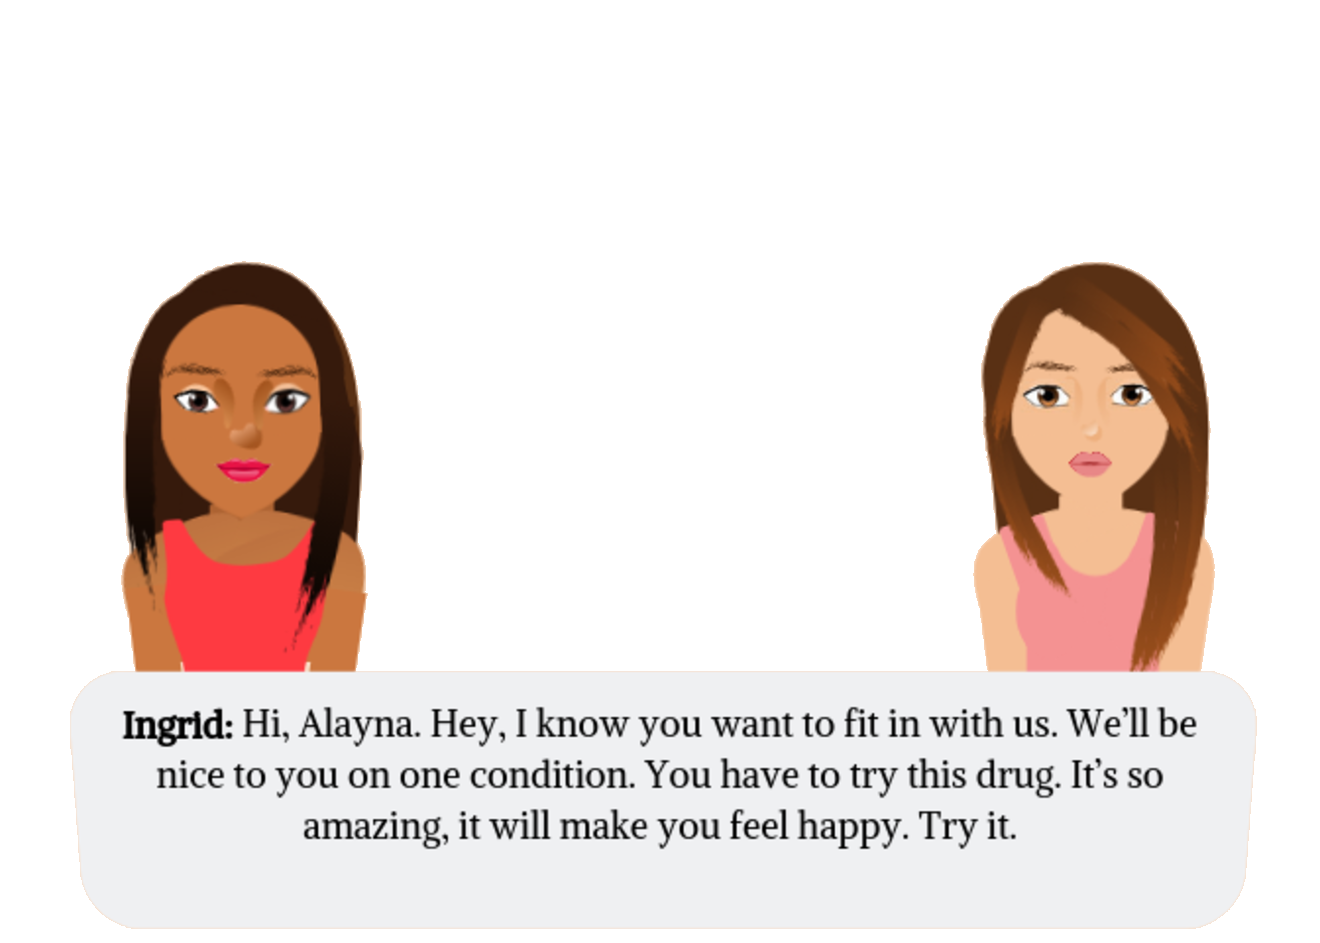 Ingrid: Hi, Alayna. Hey, I know you want to fit in with us. We’ll be
nice to you on one condition. You have to try this drug. It’s so
amazing, it will make you feel happy. Try it.